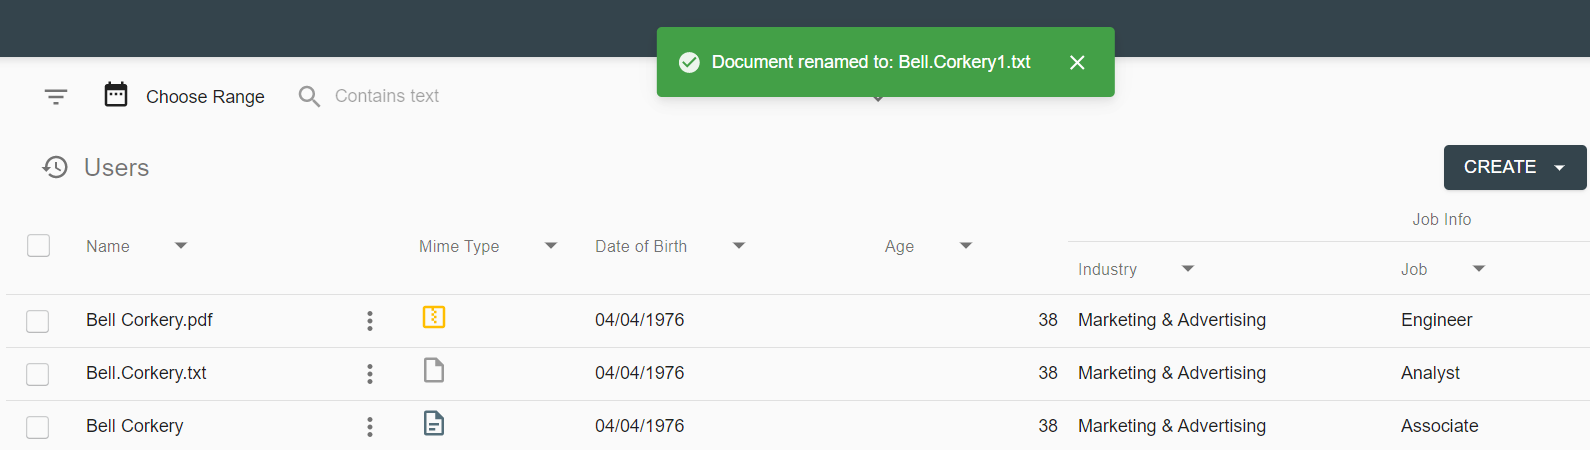 Document renamed to: Bell.Corkery1.txt
Choose Range Contains text
Users
CREATE
Job Info
Name Mime Type Date of Birth Age
Industry Job
Bell Corkery.pdf 04/04/1976 38 Marketing & Advertising Engineer
Bell.Corkery.txt 04/04/1976 38 Marketing & Advertising Analyst
Bell Corkery 04/04/1976 38 Marketing & Advertising Associate